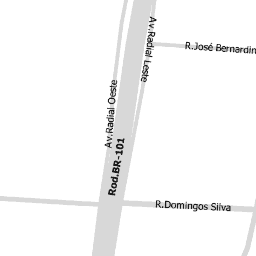 Av.Radial Leste
R.José Bernardin
Av.Radial Oeste
Rod.BR-101
R.Domingos Silva